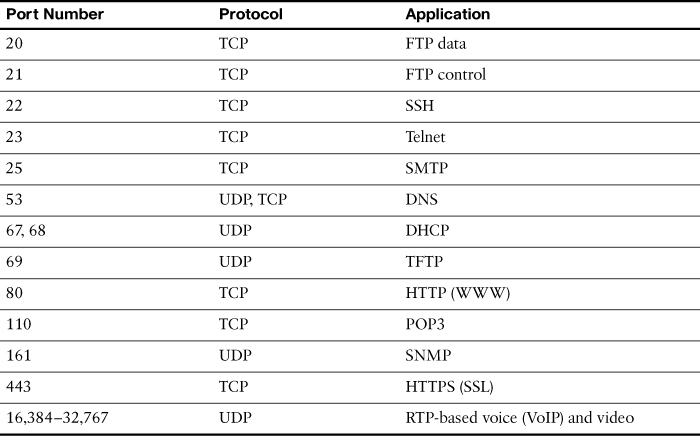 Port Number Protocol Application
20 TCP FTP data
21 TCP FTP control
22 TCP SSH
23 TCP Telnet
25 TCP SMTP
53 UDP, TCP DNS
67, 68 UDP DHCP
69 UDP TFTP
80 TCP HTTP (WWW)
110 TCP POP3
161 UDP SNMP
443 TCP HTTPS (SSL)
16,384–32,767 UDP RTP-based voice (VoIP) and video